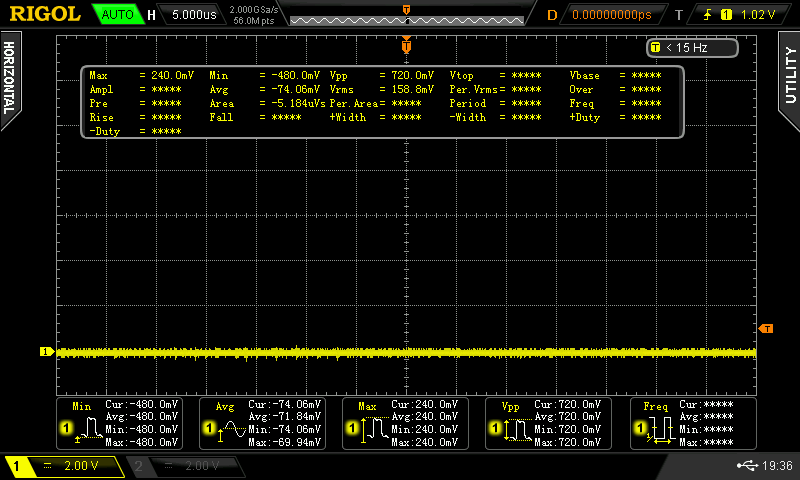 RIGOL AUTO H 5.000us 2.000GSa/s 56.0M pts T D 0.00000000ps T 1 1.02 V
HORIZONTAL
UTILITY
T
T < 15 Hz
Max = 240.0mV Min = -480.0mV Vpp = 720.0mV Vtop = ***** Vbase = *****
Ampl = ***** Avg = -74.06mV Vrms = 158.8mV Per.Vrms= ***** Over = *****
Pre = ***** Area = -5.184uVs Per.Area= ***** Period = ***** Freq = *****
Rise = ***** Fall = ***** +Width = ***** -Width = ***** +Duty = *****
-Duty = *****
T
1
Min Cur:-480.0mV
Avg:-480.0mV
1 Min:-480.0mV
Max:-480.0mV
Avg Cur:-74.06mV
Avg:-71.84mV
1 Min:-74.06mV
Max:-69.94mV
Max Cur:240.0mV
Avg:240.0mV
1 Min:240.0mV
Max:240.0mV
Vpp Cur:720.0mV
Avg:720.0mV
1 Min:720.0mV
Max:720.0mV
Freq Cur:*****
Avg:*****
1 Min:*****
Max:*****
1 2.00 V 2 2.00 V 19:36